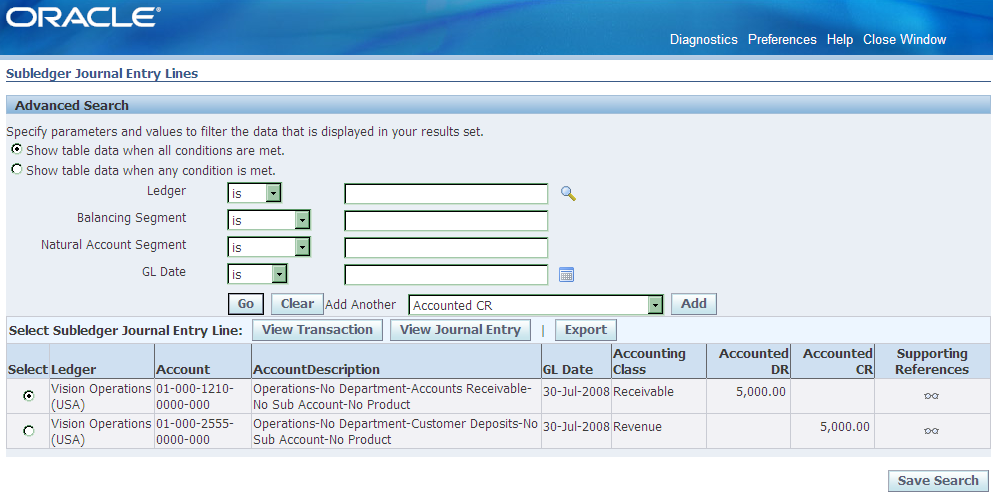 ORACLE®
Diagnostics Preferences Help Close Window
Subledger Journal Entry Lines
Advanced Search
Specify parameters and values to filter the data that is displayed in your results set.
Show table data when all conditions are met.
Show table data when any condition is met.
Ledger is
Balancing Segment is
Natural Account Segment is
GL Date is
Go Clear Add Another Accounted CR Add
Select Subledger Journal Entry Line: View Transaction View Journal Entry | Export
Select Ledger Account AccountDescription GL Date Accounting Class Accounted DR Accounted CR Supporting References
Vision Operations (USA) 01-000-1210-0000-000 Operations-No Department-Accounts Receivable-No Sub Account-No Product 30-Jul-2008 Receivable 5,000.00
Vision Operations (USA) 01-000-2555-0000-000 Operations-No Department-Customer Deposits-No Sub Account-No Product 30-Jul-2008 Revenue 5,000.00
Save Search